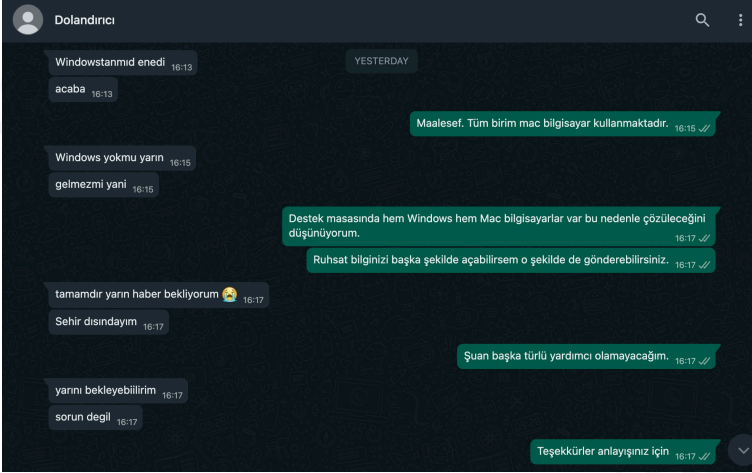 Dolandırıcı
YESTERDAY
Windowstanmıd enedi 16:13
acaba 16:13
Maalesef. Tüm birim mac bilgisayar kullanmaktadır. 16:15
Windows yokmu yarın 16:15
gelmezmi yani 16:15
Destek masasında hem Windows hem Mac bilgisayarlar var bu nedenle çözüleceğini
düşünüyorum. 16:17
Ruhsat bilginizi başka şekilde açabilirsem o şekilde de gönderebilirsiniz. 16:17
tamamdır yarın haber bekliyorum 😭 16:17
Sehir dısındayım 16:17
Şuan başka türlü yardımcı olamayacağım. 16:17
yarını bekleyebiilirim 16:17
sorun degil 16:17
Teşekkürler anlayışınız için 16:17